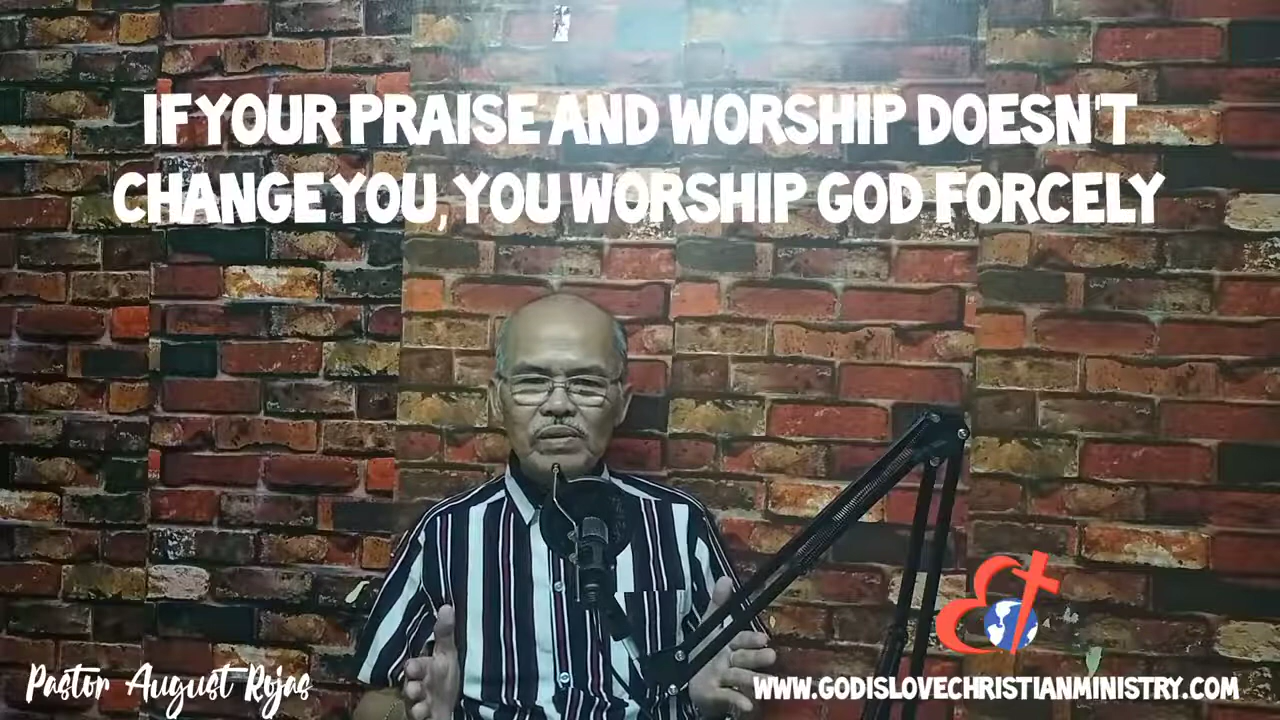 IF YOUR PRAISE AND WORSHIP DOESN'T
CHANGE YOU, YOU WORSHIP GOD FORCELY
Pastor August Rojas
WWW.GODISLOVECHRISTIANMINISTRY.COM